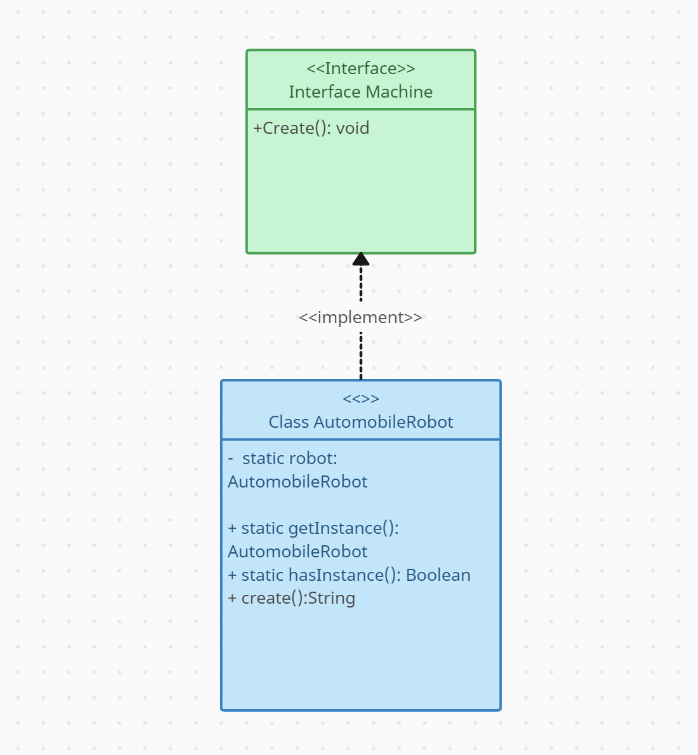 <<Interface>>
Interface Machine
+Create(): void
<<implement>>
<<>>
Class AutomobileRobot
-  static robot:
AutomobileRobot
+ static getInstance():
AutomobileRobot
+ static hasInstance(): Boolean
+ create():String